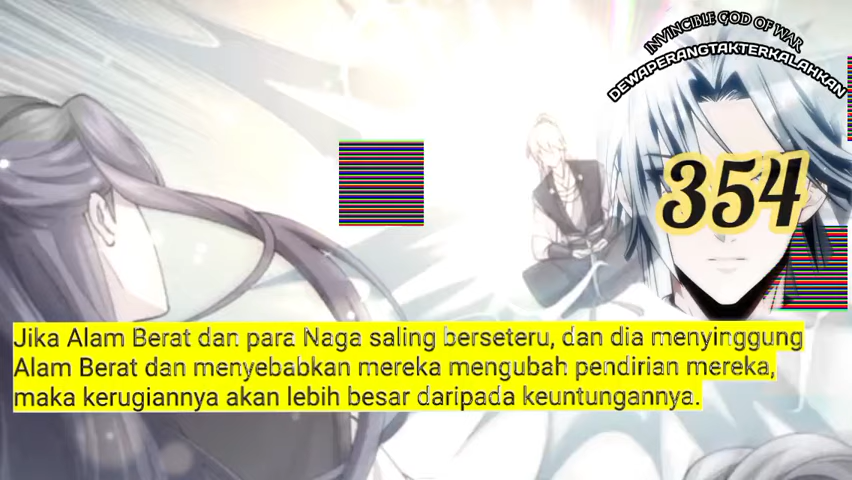 INVINCIBLE GOD OF WAR
DEWAPERANGTAKTERKALAHKAN
354
Jika Alam Berat dan para Naga saling berseteru, dan dia menyinggung
Alam Berat dan menyebabkan mereka mengubah pendirian mereka,
maka kerugiannya akan lebih besar daripada keuntungannya.